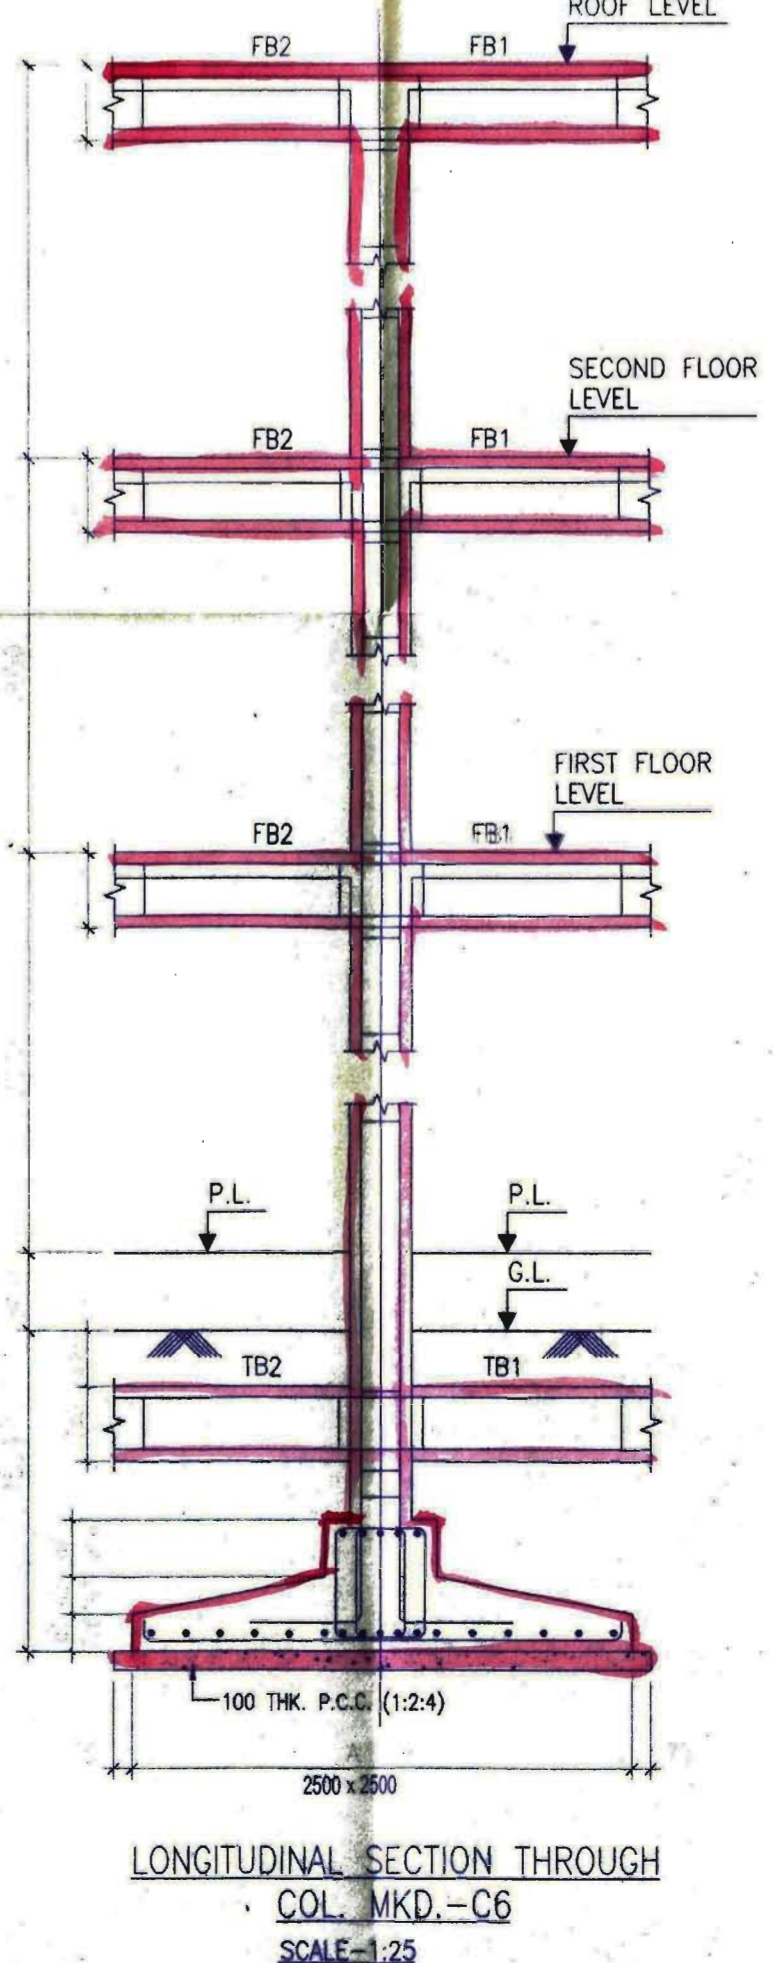 ROOF LEVEL
FB2 FB1
SECOND FLOOR
LEVEL
FB2 FB1
FIRST FLOOR
LEVEL
FB2 FB1
P.L. P.L.
G.L.
TB2 TB1
100 THK. P.C.C. (1:2:4)
2500 x 2500
LONGITUDINAL SECTION THROUGH
COL. MKD.-C6
SCALE-1:25